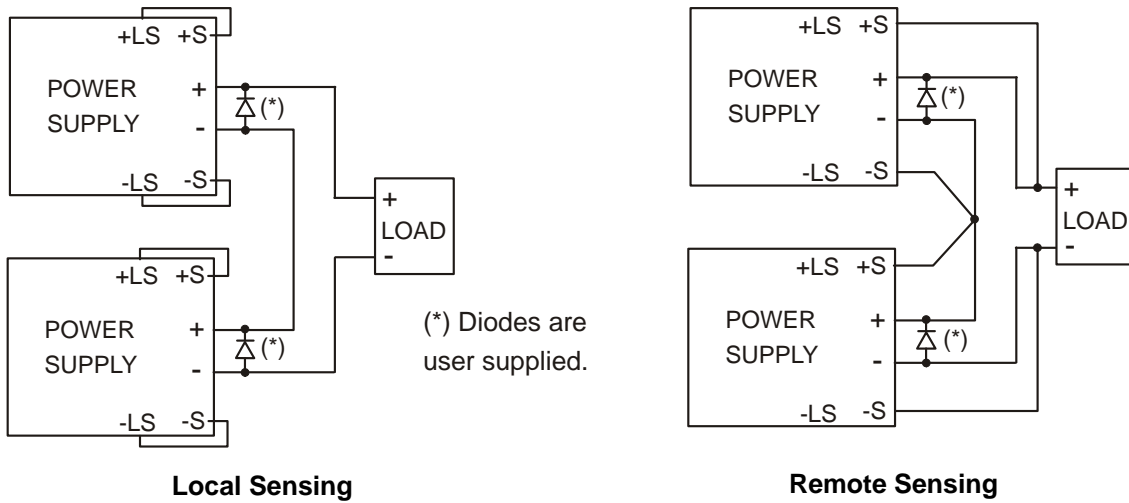 +LS +S
POWER
SUPPLY
+
-
(*)
-LS -S
+LS +S
POWER
SUPPLY
+
-
(*)
-LS -S
+
LOAD
-
(*) Diodes are
user supplied.
Local Sensing
+LS +S
POWER
SUPPLY
+
-
(*)
-LS -S
+LS +S
POWER
SUPPLY
+
-
(*)
-LS -S
+
LOAD
-
Remote Sensing